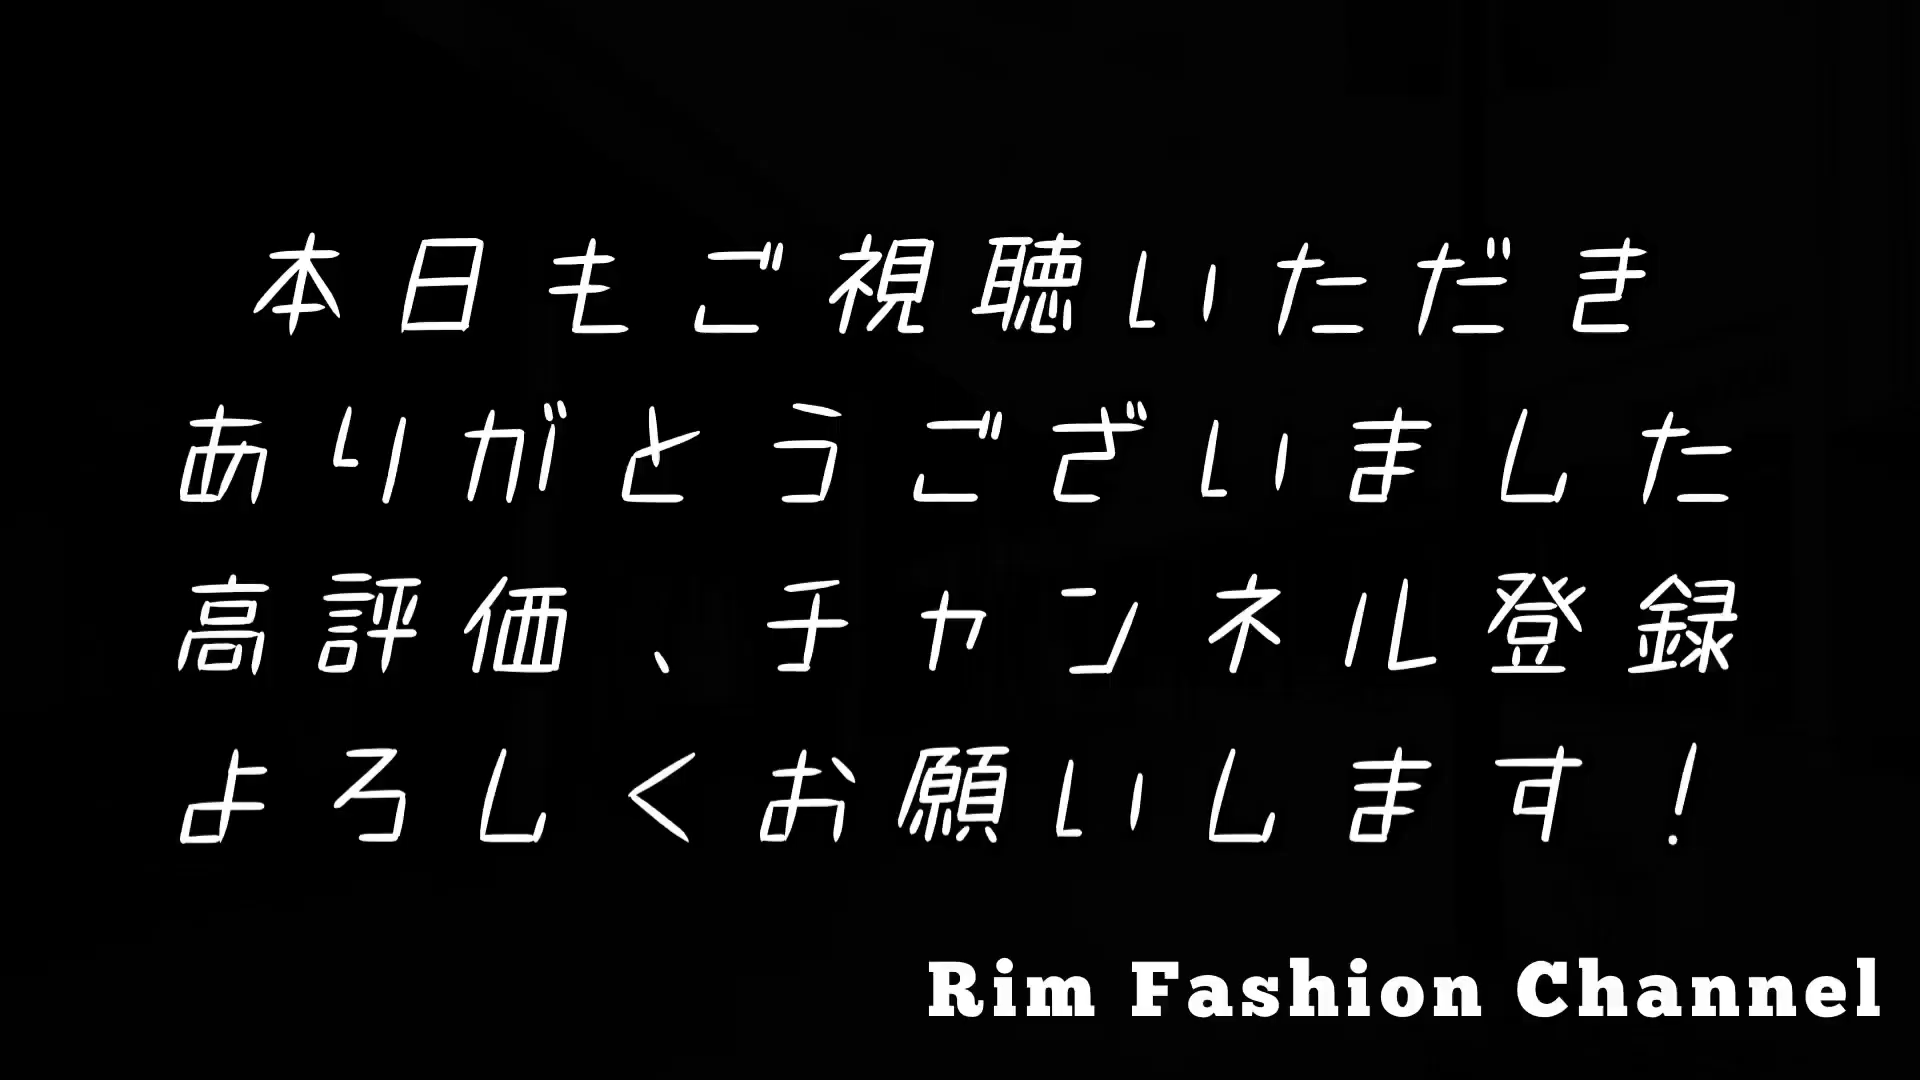 本日もご視聴いただき
ありがとうございました
高評価、チャンネル登録
よろしくお願いします!
Rim Fashion Channel